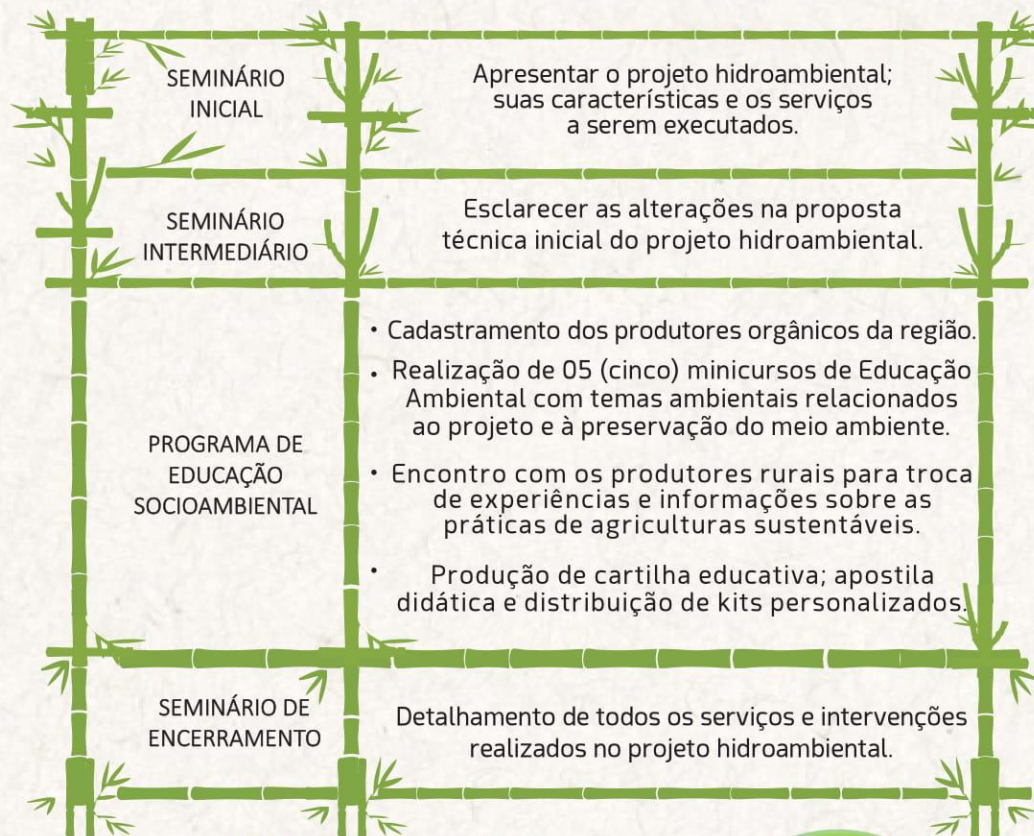 SEMINÁRIO
INICIAL
Apresentar o projeto hidroambiental;
suas características e os serviços
a serem executados.
SEMINÁRIO
INTERMEDIÁRIO
Esclarecer as alterações na proposta
técnica inicial do projeto hidroambiental.
PROGRAMA DE
EDUCAÇÃO
SOCIOAMBIENTAL
• Cadastramento dos produtores orgânicos da região.
• Realização de 05 (cinco) minicursos de Educação
Ambiental com temas ambientais relacionados
ao projeto e à preservação do meio ambiente.
• Encontro com os produtores rurais para troca
de experiências e informações sobre as
práticas de agriculturas sustentáveis.
• Produção de cartilha educativa; apostila
didática e distribuição de kits personalizados.
SEMINÁRIO DE
ENCERRAMENTO
Detalhamento de todos os serviços e intervenções
realizados no projeto hidroambiental.